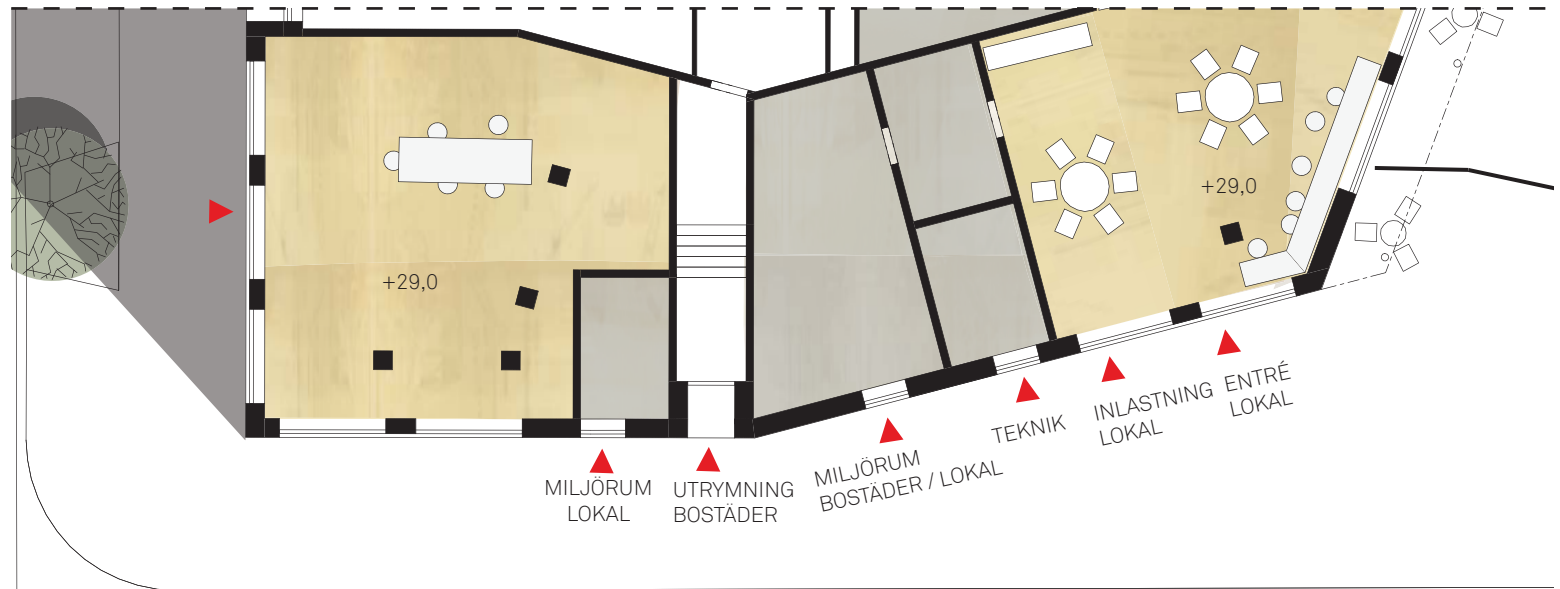 +29,0
+29,0
MILJÖRUM
LOKAL
UTRYMNING
BOSTÄDER
MILJÖRUM
BOSTÄDER / LOKAL
TEKNIK
INLASTNING
LOKAL
ENTRÉ
LOKAL